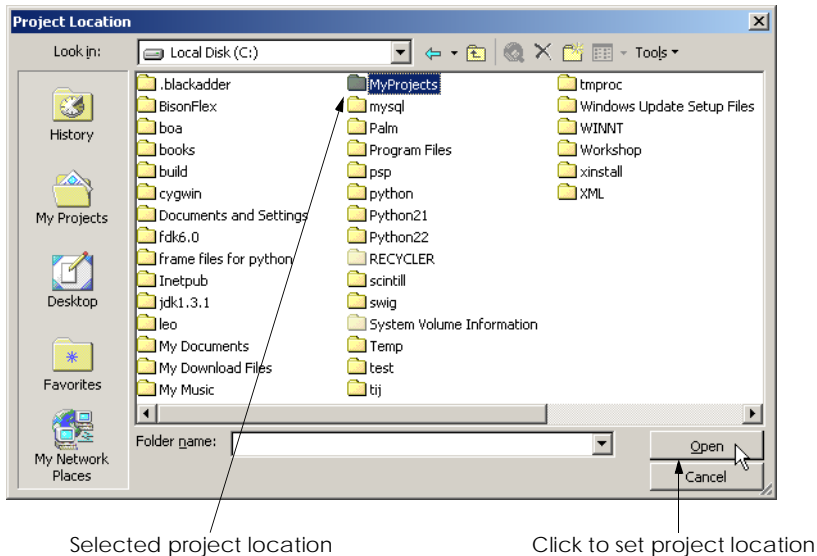 Project Location
Look in:
Local Disk (C:)
Tools
History
My Projects
Desktop
Favorites
My Network
Places
.blackadder
BisonFlex
boa
books
build
cygwin
Documents and Settings
fdk6.0
frame files for python
Inetpub
jdk1.3.1
leo
My Documents
My Download Files
My Music
MyProjects
mysql
Palm
Program Files
psp
python
Python21
Python22
RECYCLER
scintill
swig
System Volume Information
Temp
test
tij
tmproc
Windows Update Setup Files
WINNT
Workshop
xinstall
XML
Folder name:
Open
Cancel
Selected project location
Click to set project location